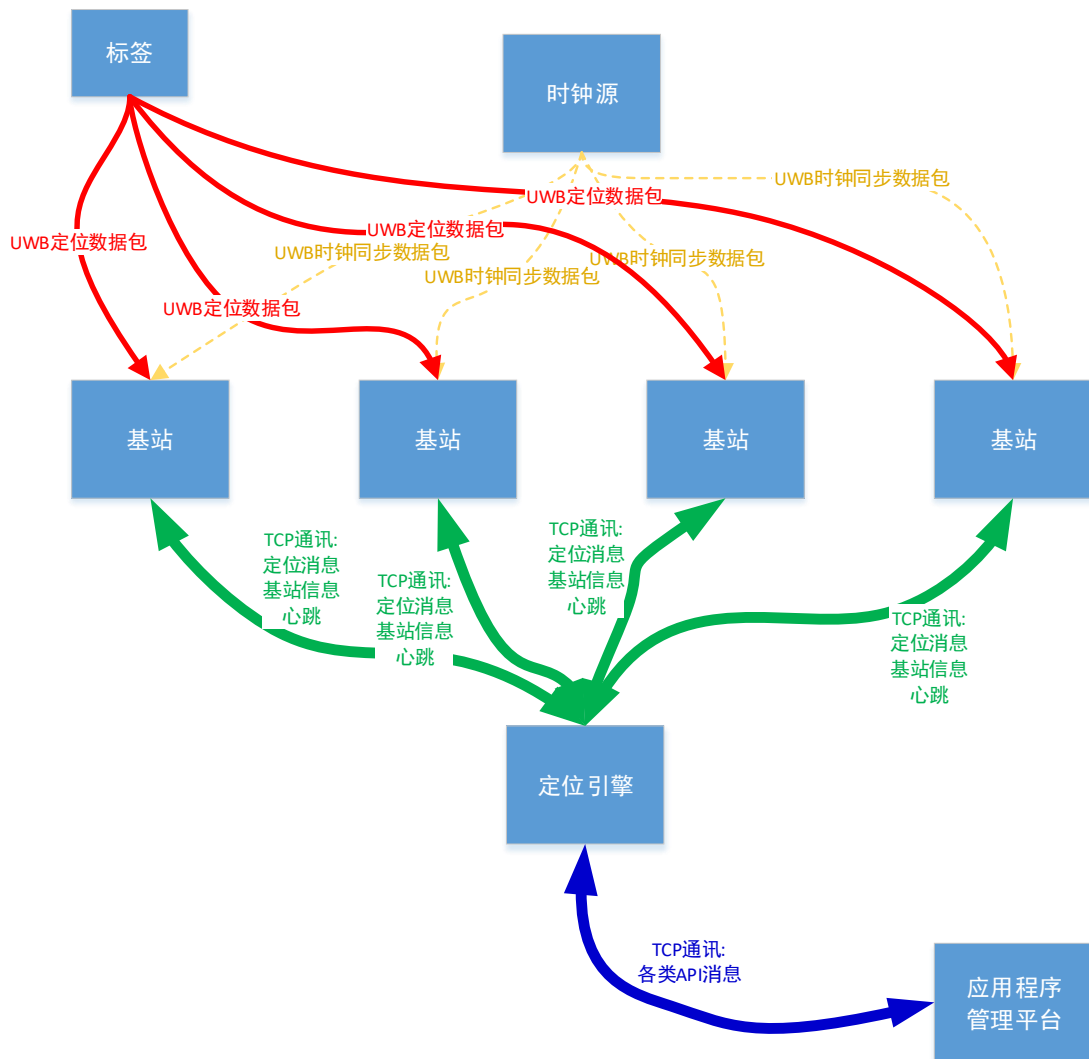 标签
时钟源
UWB时钟同步数据包
UWB定位数据包
UWB定位数据包
UWB定位数据包
UWB时钟同步数据包
UWB时钟同步数据包
UWB时钟同步数据包
UWB定位数据包
基站
基站
基站
基站
TCP通讯:
定位消息
基站信息
心跳
TCP通讯:
定位消息
基站信息
心跳
TCP通讯:
定位消息
基站信息
心跳
TCP通讯:
定位消息
基站信息
心跳
定位引擎
TCP通讯:
各类API消息
应用程序
管理平台